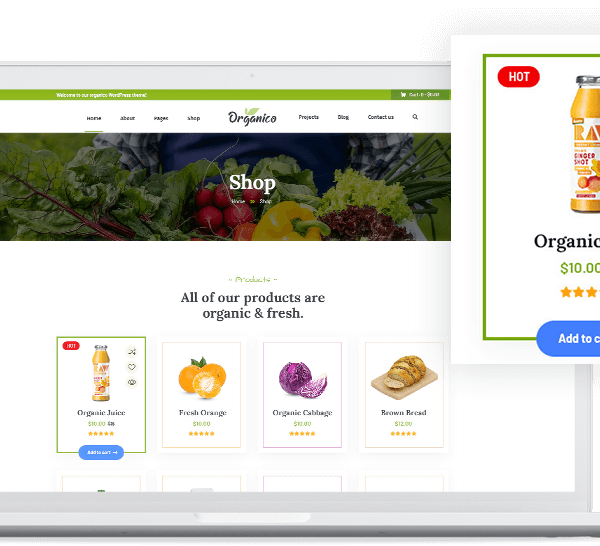 Welcome to our organico WordPress theme!
Cart- 0 - $0.00
Home About Pages Shop Organico Projects Blog Contact us
Shop
Home » Shop
~ Products ~
All of our products are
organic & fresh.
HOT
Organic Juice
$10.00
Add to cart →
Fresh Orange
$10.00
Organic Cabbage
$10.00
Brown Bread
$12.00
HOT
RAW
GINGER
SHOT
Organic
$10.00
Add to c